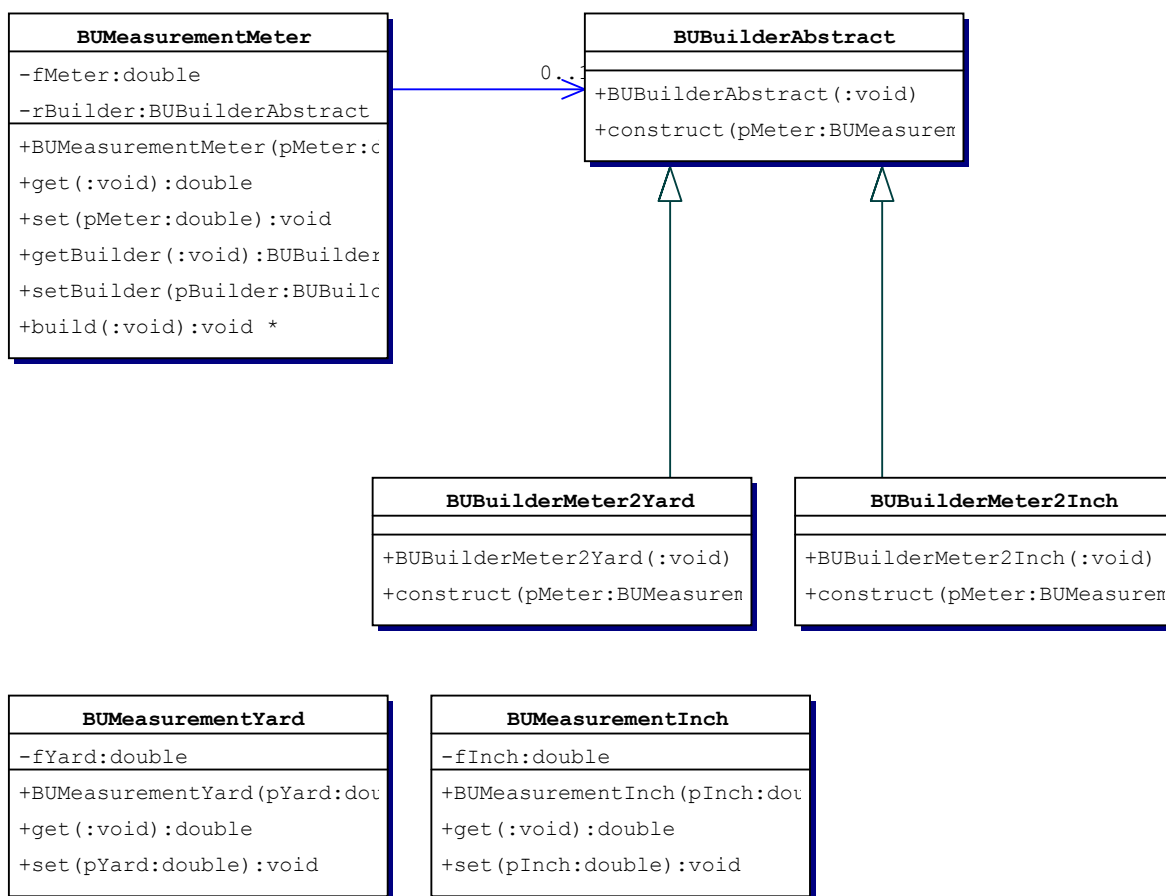 BUMeasurementMeter
-fMeter:double
-rBuilder:BUBuilderAbstract
+BUMeasurementMeter(pMeter:
+get(:void):double
+set(pMeter:double):void
+getBuilder(:void):BUBuilder
+setBuilder(pBuilder:BUBuild
+build(:void):void *
0..1
BUBuilderAbstract
+BUBuilderAbstract(:void)
+construct(pMeter:BUMeasurem
BUBuilderMeter2Yard
+BUBuilderMeter2Yard(:void)
+construct(pMeter:BUMeasurem
BUBuilderMeter2Inch
+BUBuilderMeter2Inch(:void)
+construct(pMeter:BUMeasurem
BUMeasurementYard
-fYard:double
+BUMeasurementYard(pYard:dou
+get(:void):double
+set(pYard:double):void
BUMeasurementInch
-fInch:double
+BUMeasurementInch(pInch:dou
+get(:void):double
+set(pInch:double):void